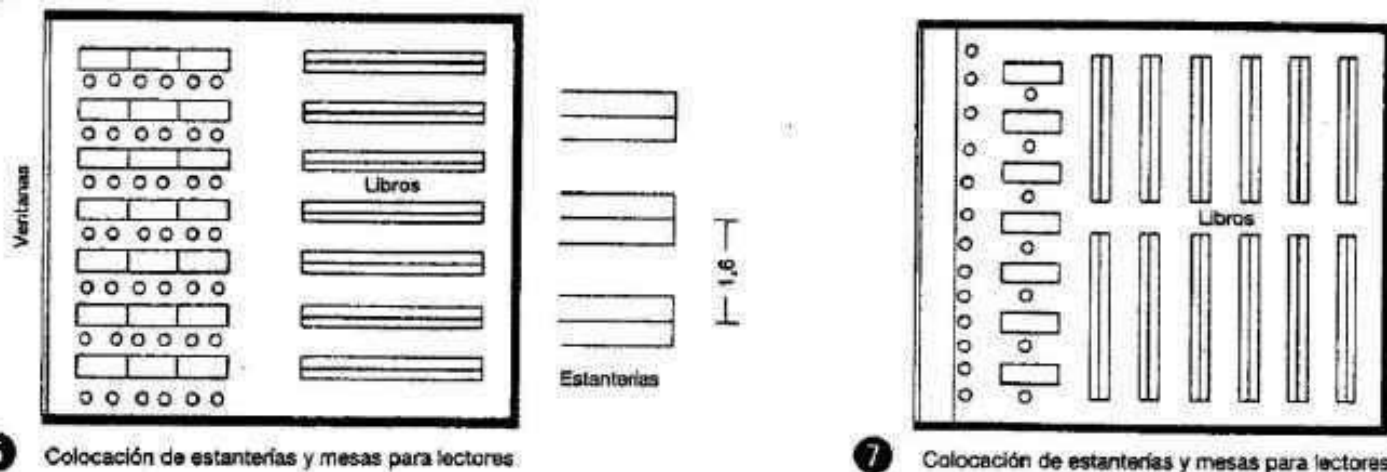 Ventanas
Libros
Estanterías
1,6
Colocación de estanterías y mesas para lectores
Libros
7 Colocación de estanterías y mesas para lectores